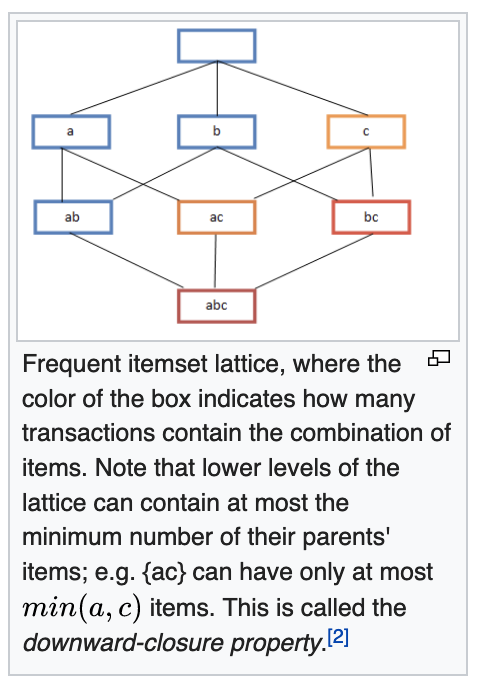 a b c
ab ac bc
abc
Frequent itemset lattice, where the
color of the box indicates how many
transactions contain the combination of
items. Note that lower levels of the
lattice can contain at most the
minimum number of their parents'
items; e.g. {ac} can have only at most
min(a, c) items. This is called the
downward-closure property.[2]